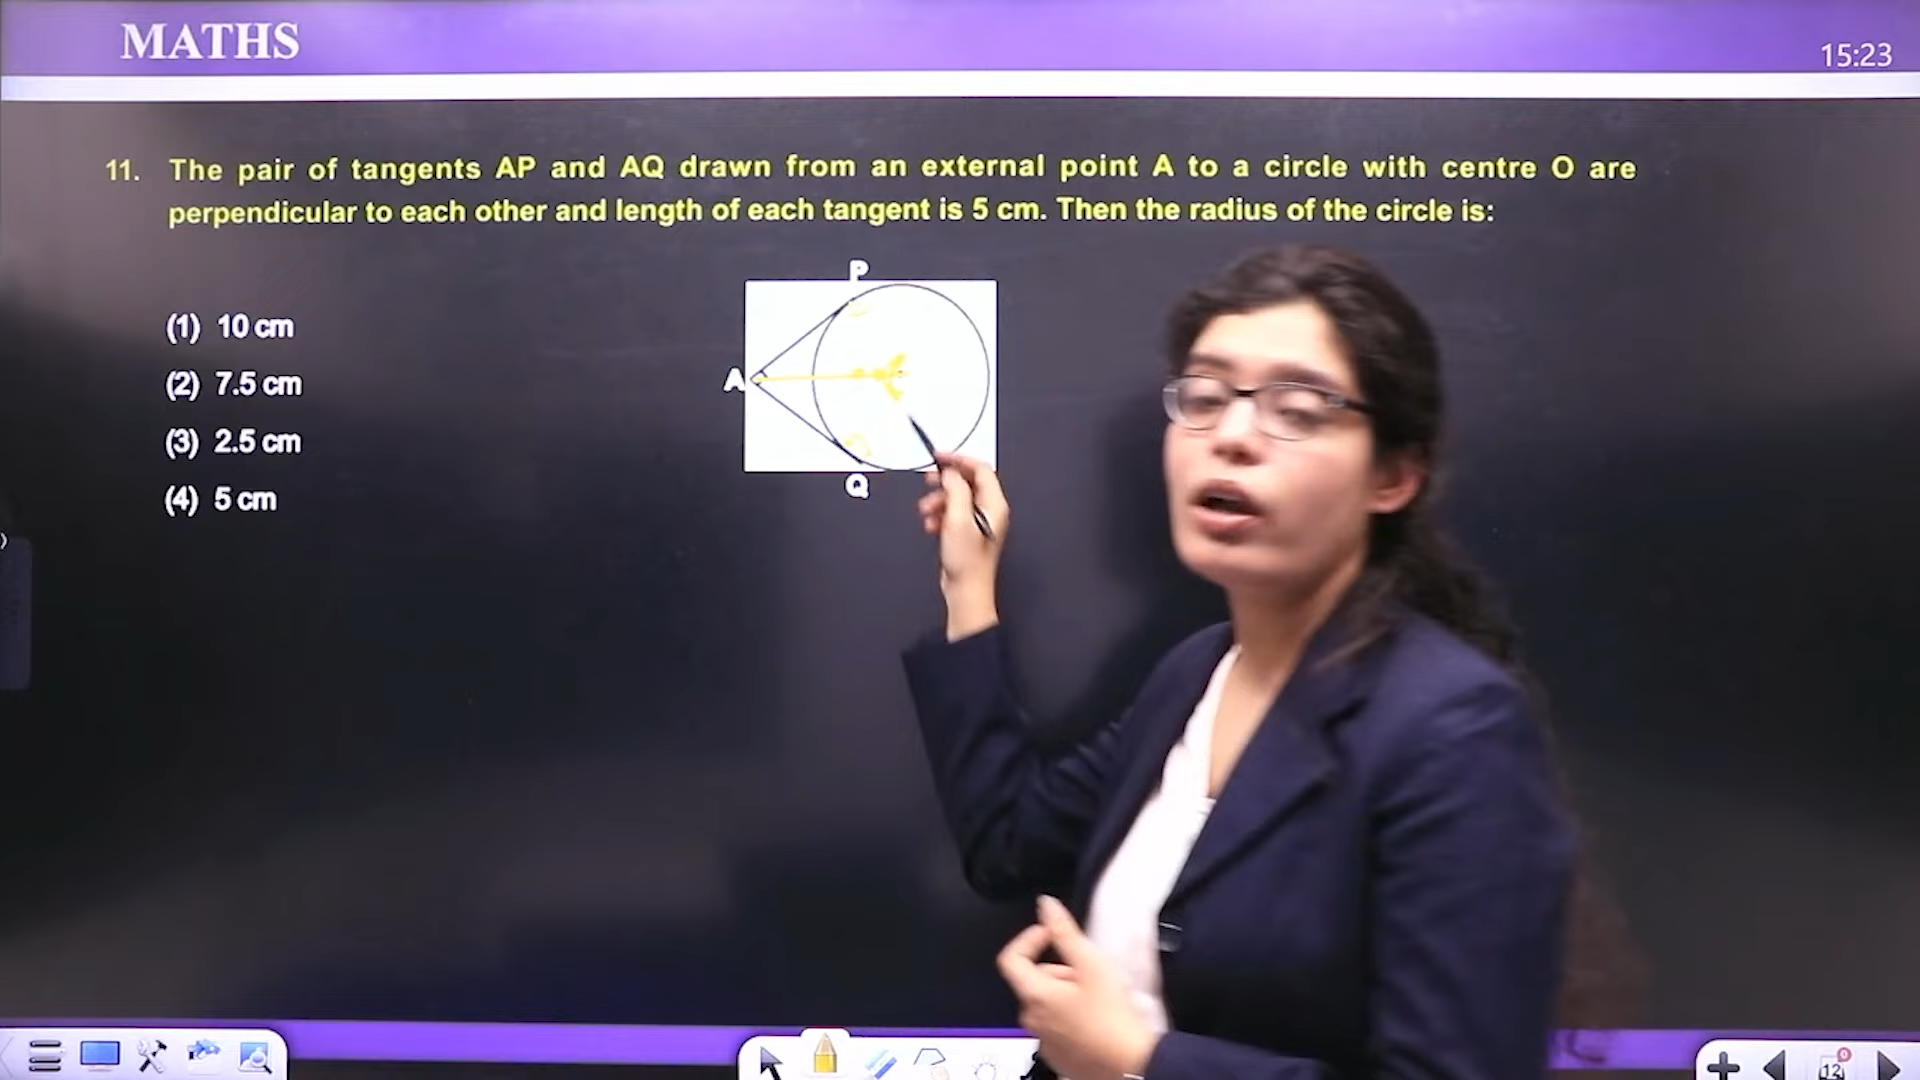 MATHS
15:23
11. The pair of tangents AP and AQ drawn from an external point A to a circle with centre O are
perpendicular to each other and length of each tangent is 5 cm. Then the radius of the circle is:
P
(1) 10 cm
A
(2) 7.5 cm
(3) 2.5 cm
Q
(4) 5 cm
0
12